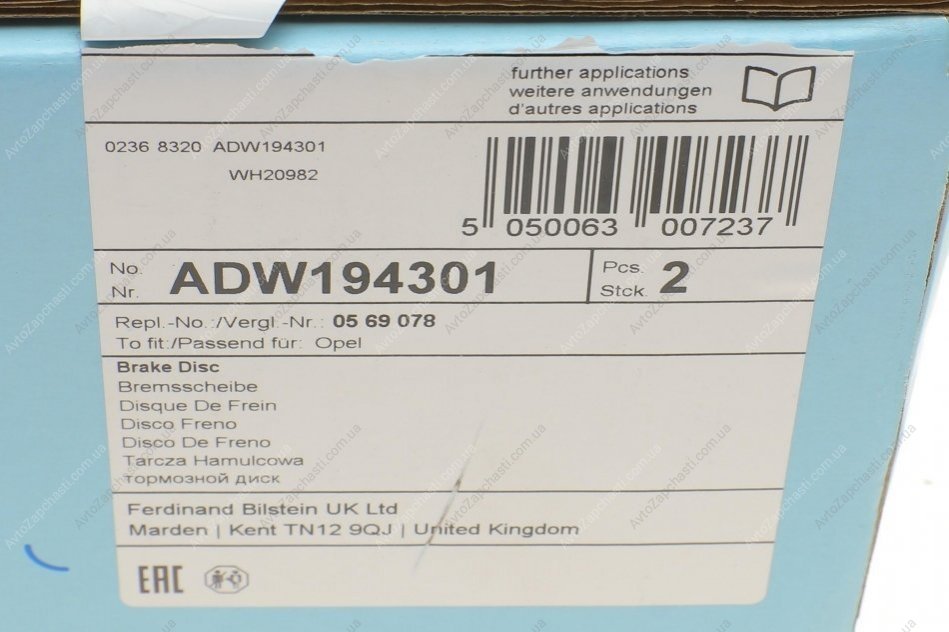 further applications
weitere anwendungen
d'autres applications
0236 8320 ADW194301
WH20982
5 050063 007237
No. Nr. ADW194301
Pcs. Stck. 2
Repl.-No.:/Vergl.-Nr.: 05 69 078
To fit:/Passend für: Opel
Brake Disc
Bremsscheibe
Disque De Frein
Disco Freno
Disco De Freno
Tarcza Hamulcowa
тормозной диск
Ferdinand Bilstein UK Ltd
Marden | Kent TN12 9QJ | United Kingdom
EAC
AvtoZapchasti.com.ua